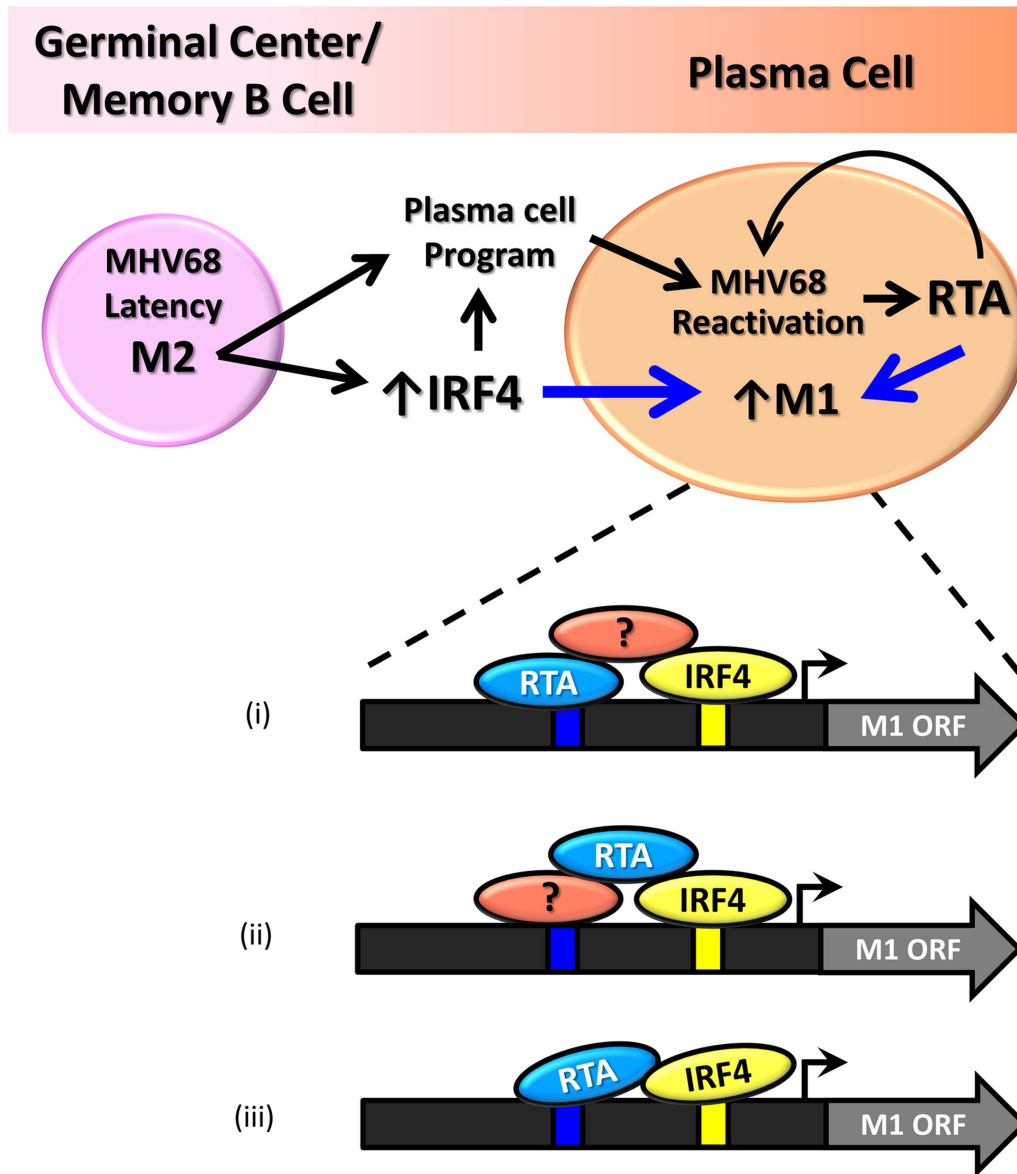 Germinal Center/
Memory B Cell
Plasma Cell
Plasma cell
Program
MHV68
Latency
M2
MHV68
Reactivation
RTA
↑IRF4
↑M1
?
RTA
IRF4
(i)
M1 ORF
RTA
?
IRF4
(ii)
M1 ORF
RTA
IRF4
(iii)
M1 ORF